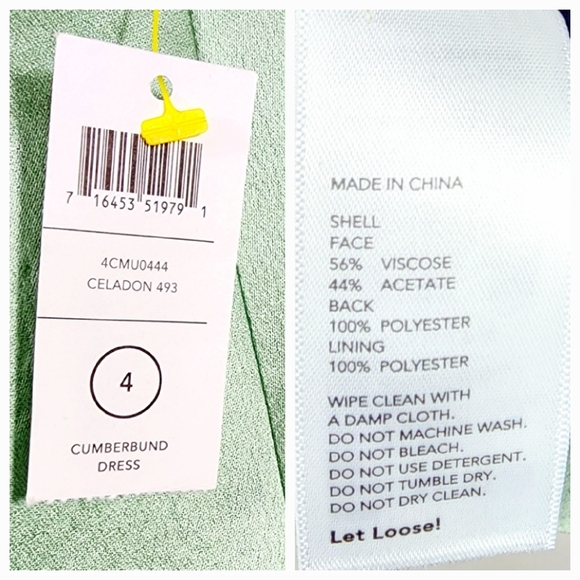 7 16453 51979 1
4CMU0444
CELADON 493
4
CUMBERBUND
DRESS
MADE IN CHINA
SHELL
FACE
56% VISCOSE
44% ACETATE
BACK
100% POLYESTER
LINING
100% POLYESTER
WIPE CLEAN WITH
A DAMP CLOTH.
DO NOT MACHINE WASH.
DO NOT BLEACH.
DO NOT USE DETERGENT.
DO NOT TUMBLE DRY.
DO NOT DRY CLEAN.
Let Loose!